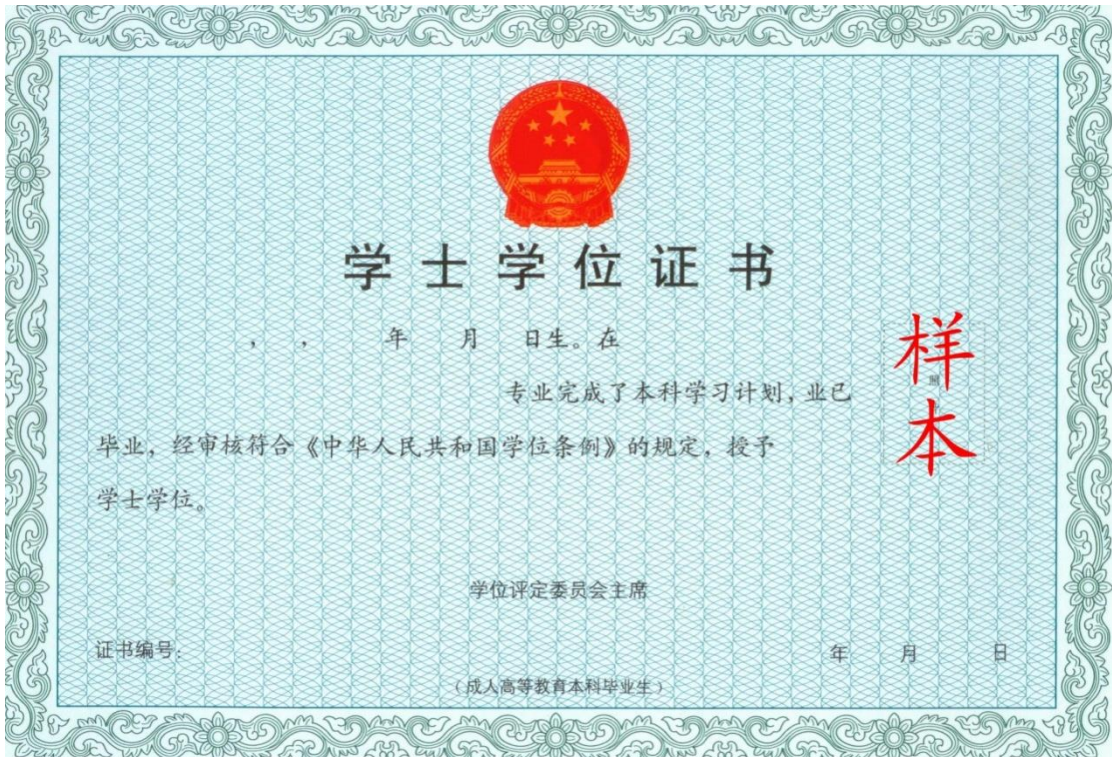 学士学位证书
, , 年 月 日生。在
专业完成了本科学习计划,业已
毕业,经审核符合《中华人民共和国学位条例》的规定,授予
学士学位。
样
本
学位评定委员会主席
证书编号:
年 月 日
(成人高等教育本科毕业生)